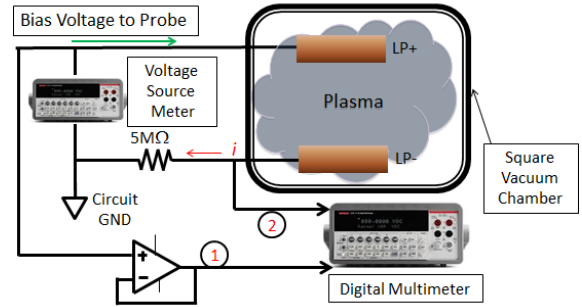 Bias Voltage to Probe
LP+
Voltage
Source
Meter
Plasma
5MΩ
i
LP-
Square
Vacuum
Chamber
Circuit
GND
2
1
+
-
Digital Multimeter